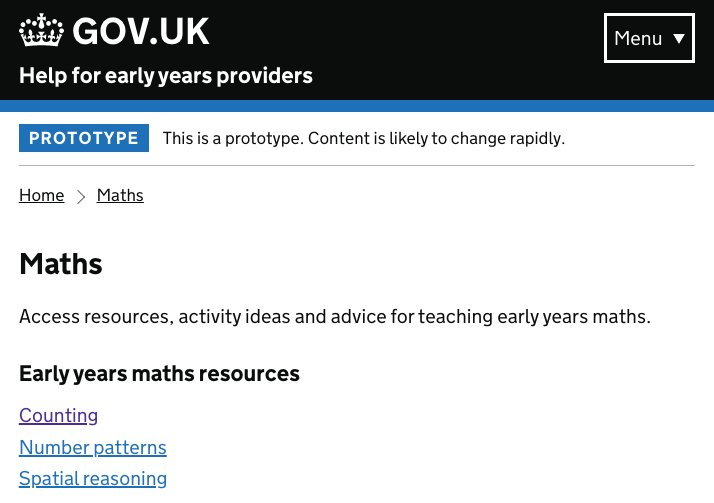 GOV.UK
Menu ▼
Help for early years providers
PROTOTYPE This is a prototype. Content is likely to change rapidly.
Home > Maths
Maths
Access resources, activity ideas and advice for teaching early years maths.
Early years maths resources
Counting
Number patterns
Spatial reasoning